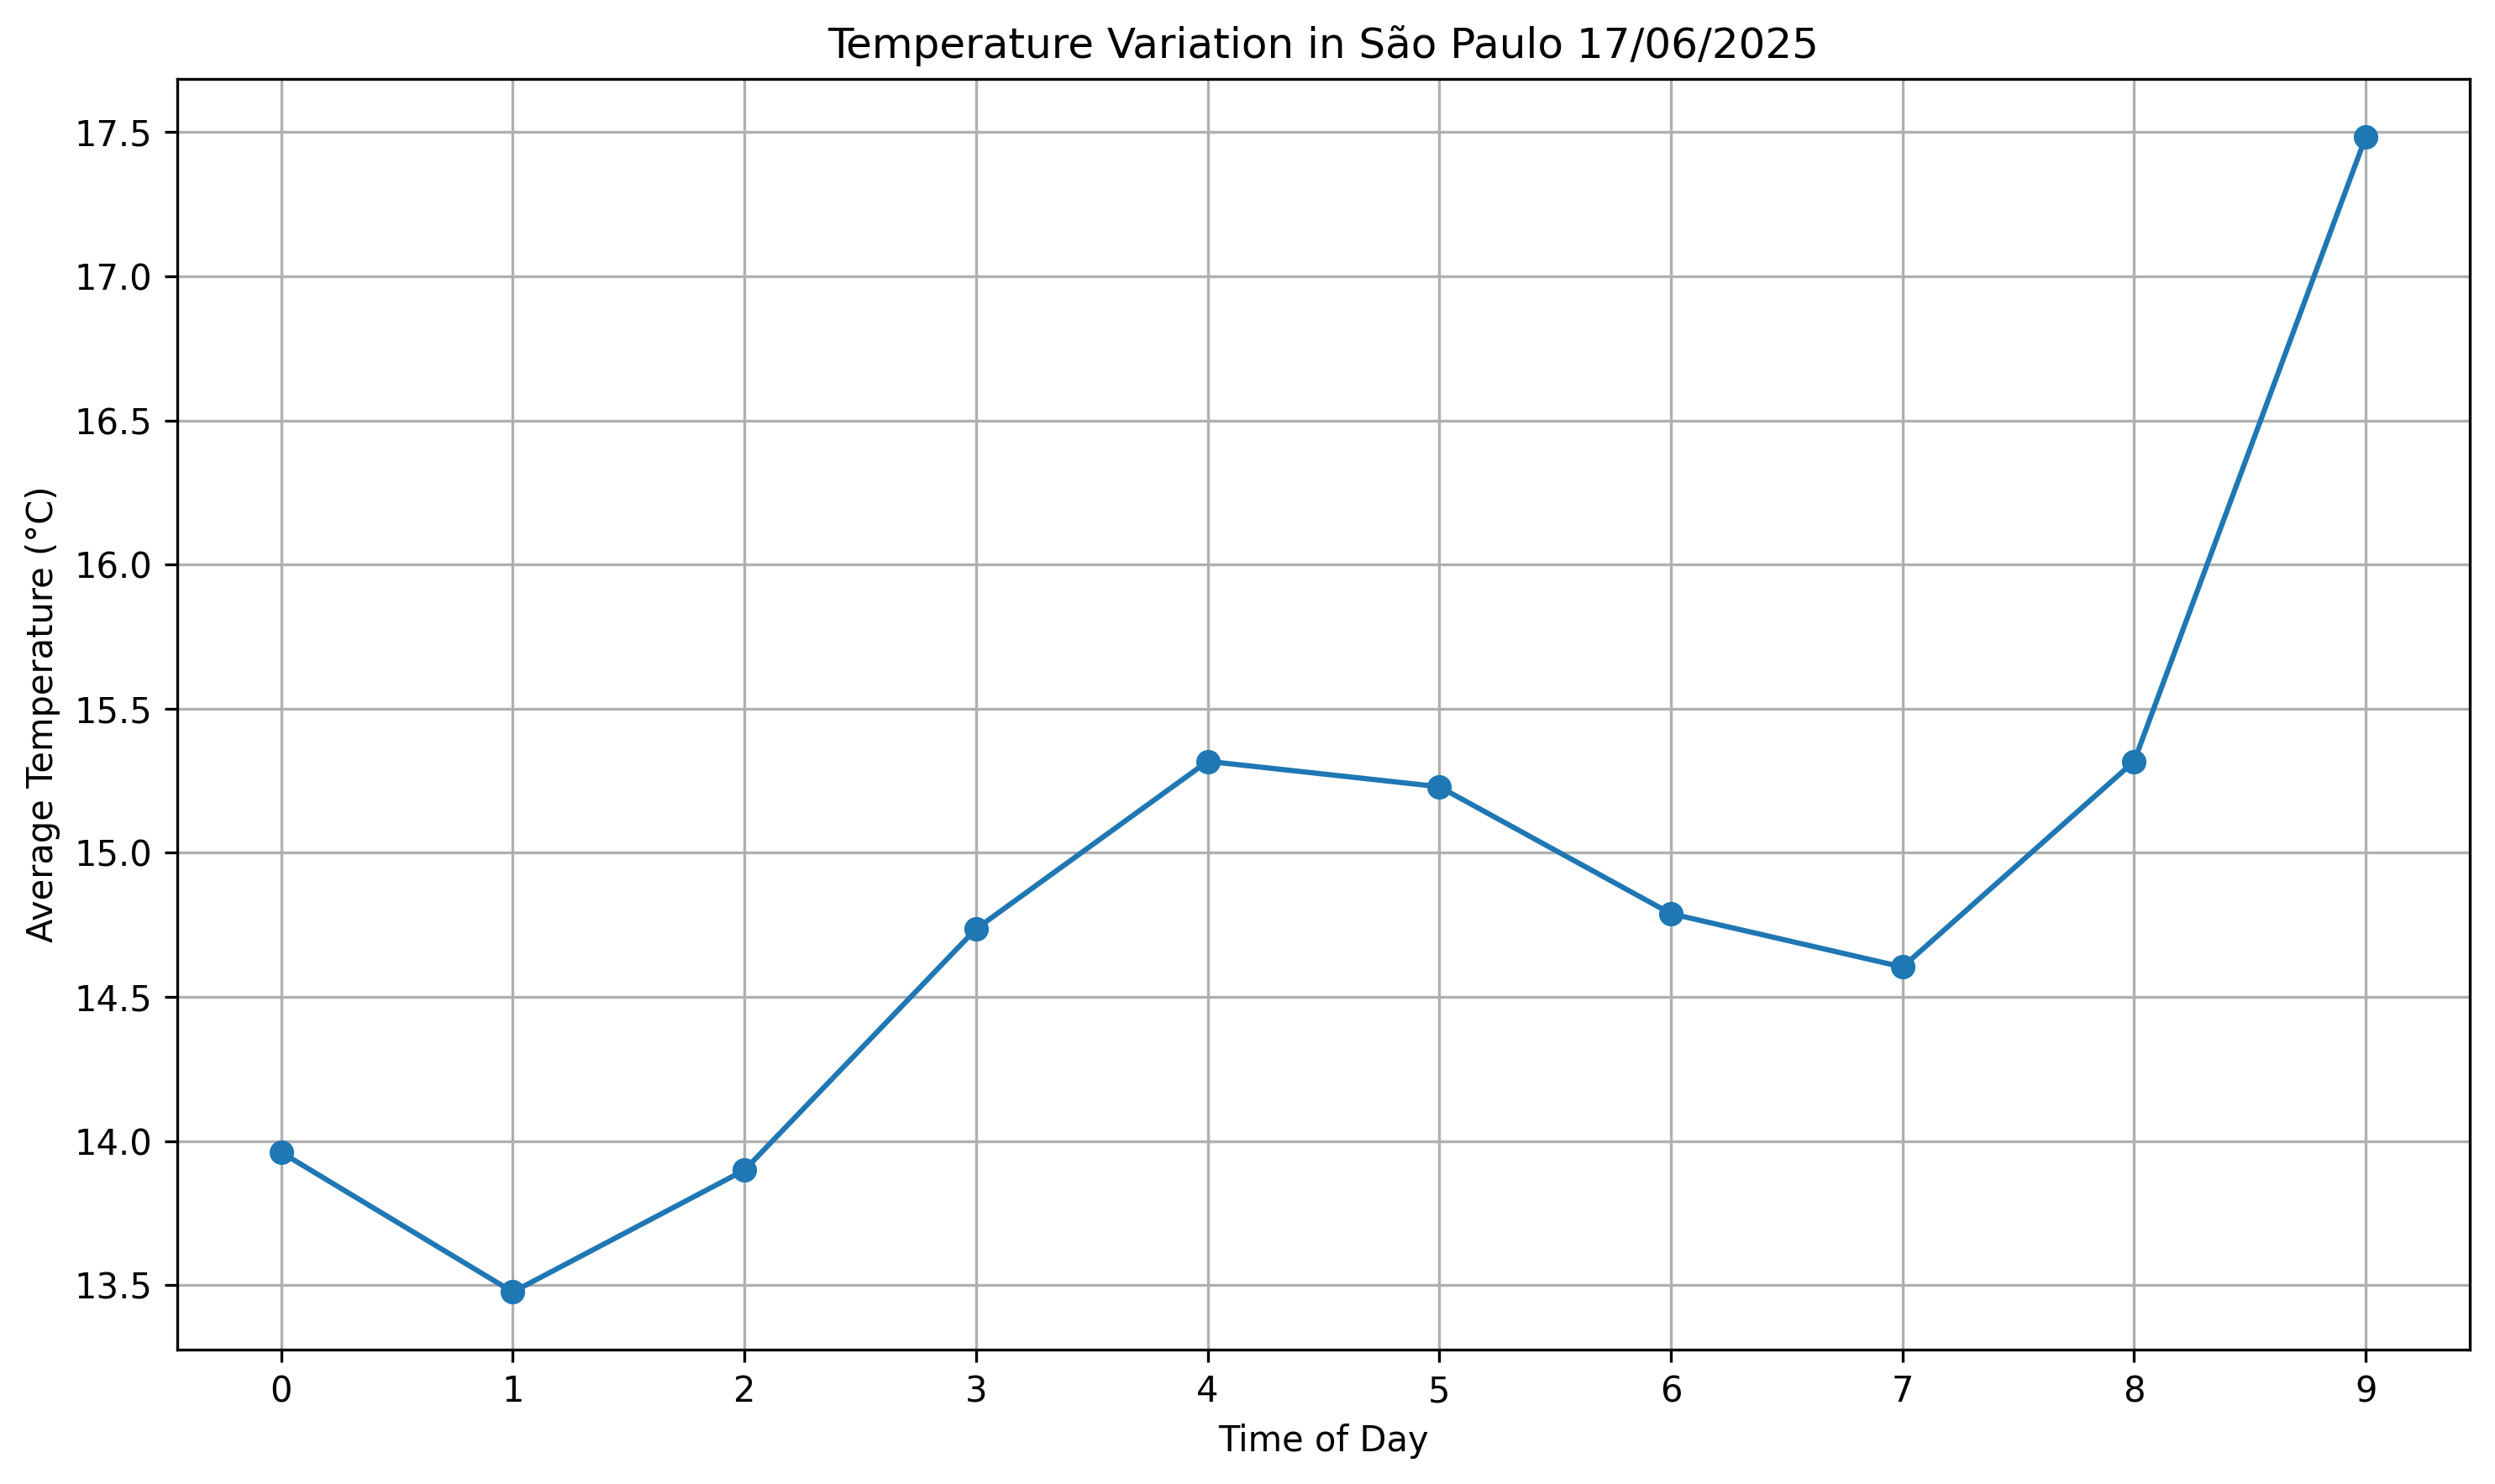 Temperature Variation in São Paulo 17/06/2025
17.5
17.0
16.5
16.0
15.5
15.0
14.5
14.0
13.5
Average Temperature (°C)
0 1 2 3 4 5 6 7 8 9
Time of Day